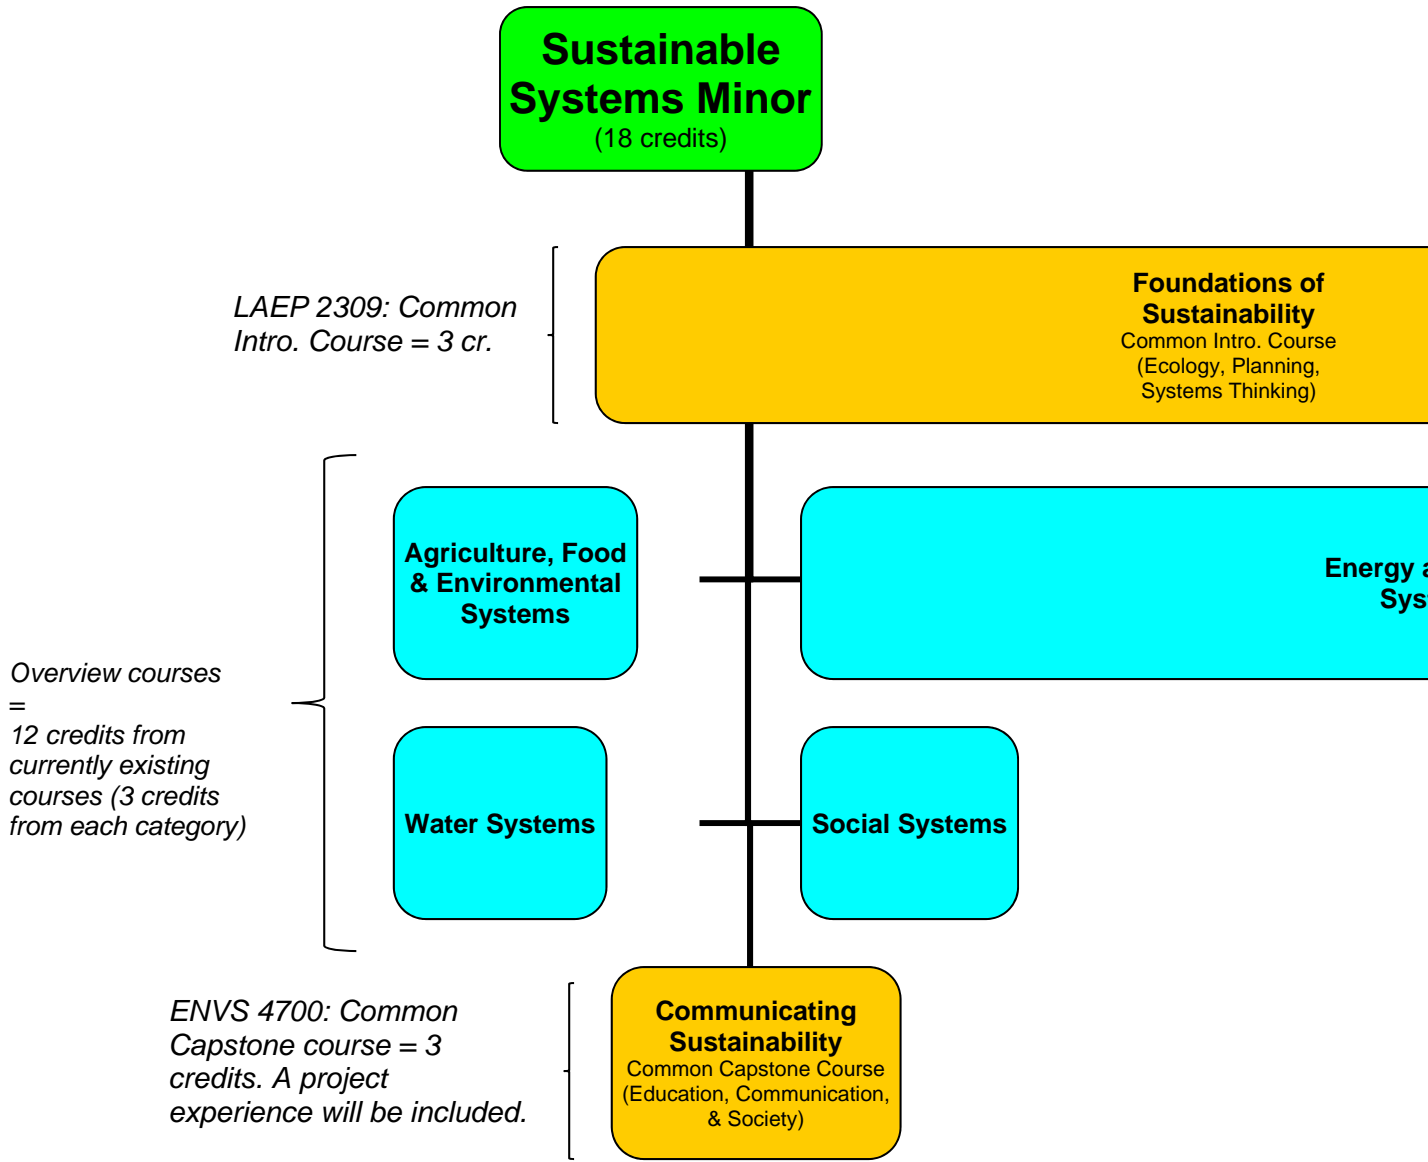 Sustainable
Systems Minor
(18 credits)
LAEP 2309: Common
Intro. Course = 3 cr.
Foundations of
Sustainability
Common Intro. Course
(Ecology, Planning,
Systems Thinking)
Agriculture, Food
& Environmental
Systems
Energy
Overview courses
=
12 credits from
currently existing
courses (3 credits
from each category)
Water Systems
Social Systems
ENVS 4700: Common
Capstone course = 3
credits. A project
experience will be included.
Communicating
Sustainability
Common Capstone Course
(Education, Communication,
& Society)